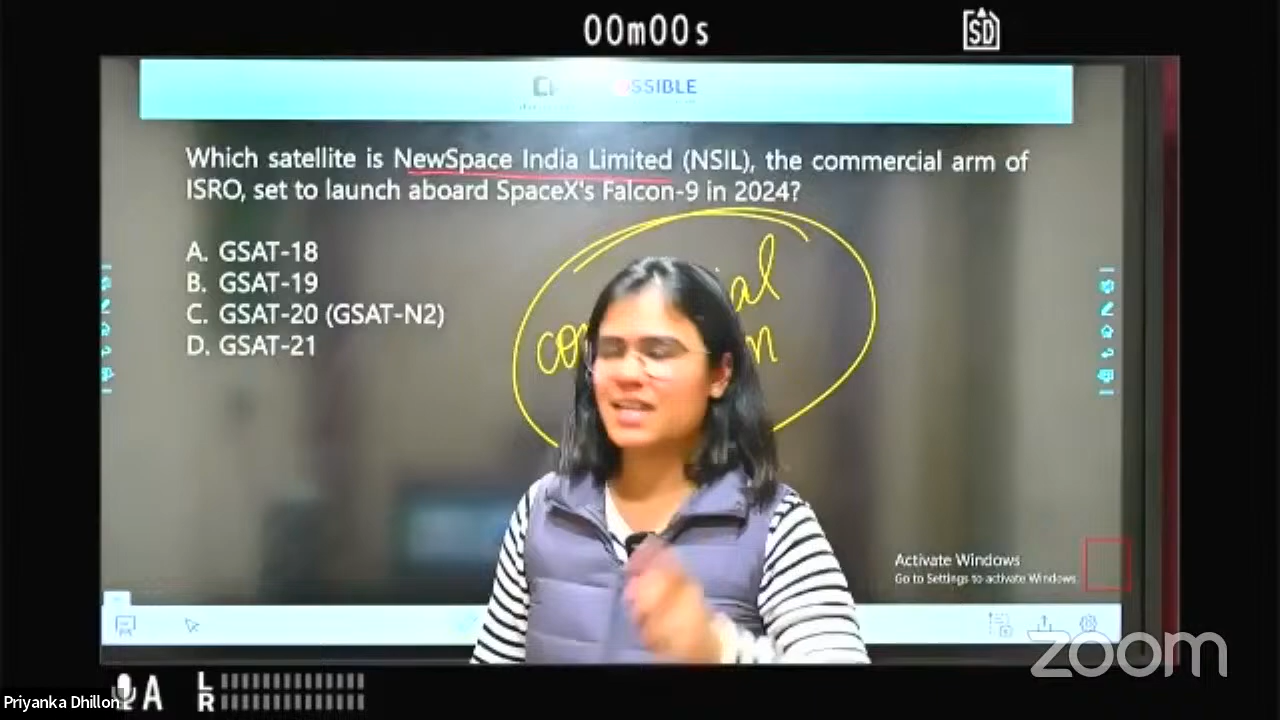 00m00s
SD
SSIBLE
Which satellite is NewSpace India Limited (NSIL), the commercial arm of
ISRO, set to launch aboard SpaceX's Falcon-9 in 2024?
A. GSAT-18
B. GSAT-19
C. GSAT-20 (GSAT-N2)
D. GSAT-21
Activate Windows
Go to Settings to activate Windows.
zoom
Priyanka Dhillon
A
L
R